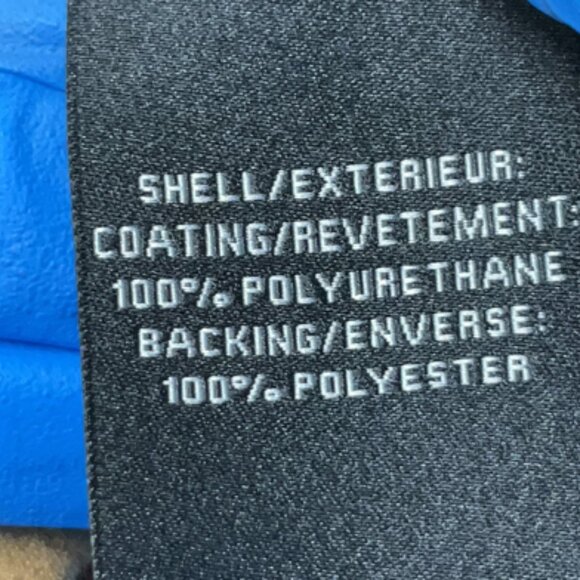 SHELL/EXTERIEUR:
COATING/REVETEMENT:
100% POLYURETHANE
BACKING/ENVERSE:
100% POLYESTER